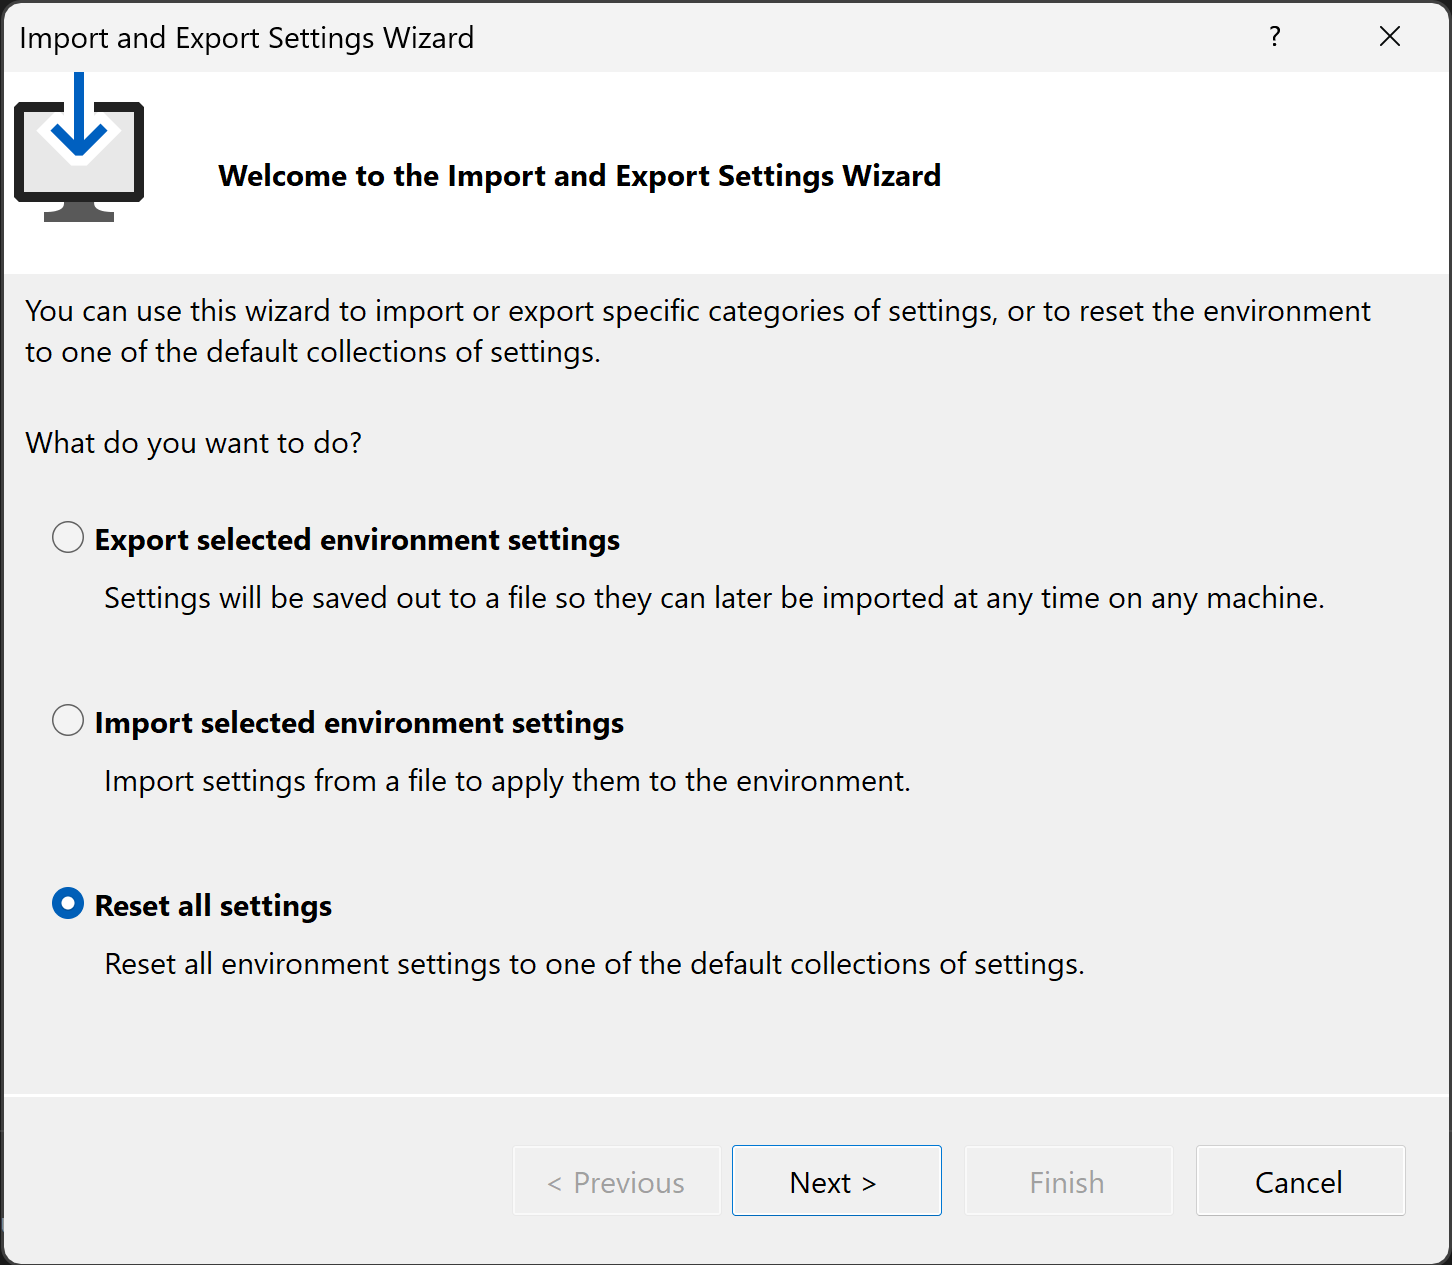 Import and Export Settings Wizard
?
Welcome to the Import and Export Settings Wizard
You can use this wizard to import or export specific categories of settings, or to reset the environment
to one of the default collections of settings.
What do you want to do?
Export selected environment settings
Settings will be saved out to a file so they can later be imported at any time on any machine.
Import selected environment settings
Import settings from a file to apply them to the environment.
Reset all settings
Reset all environment settings to one of the default collections of settings.
< Previous
Next >
Finish
Cancel